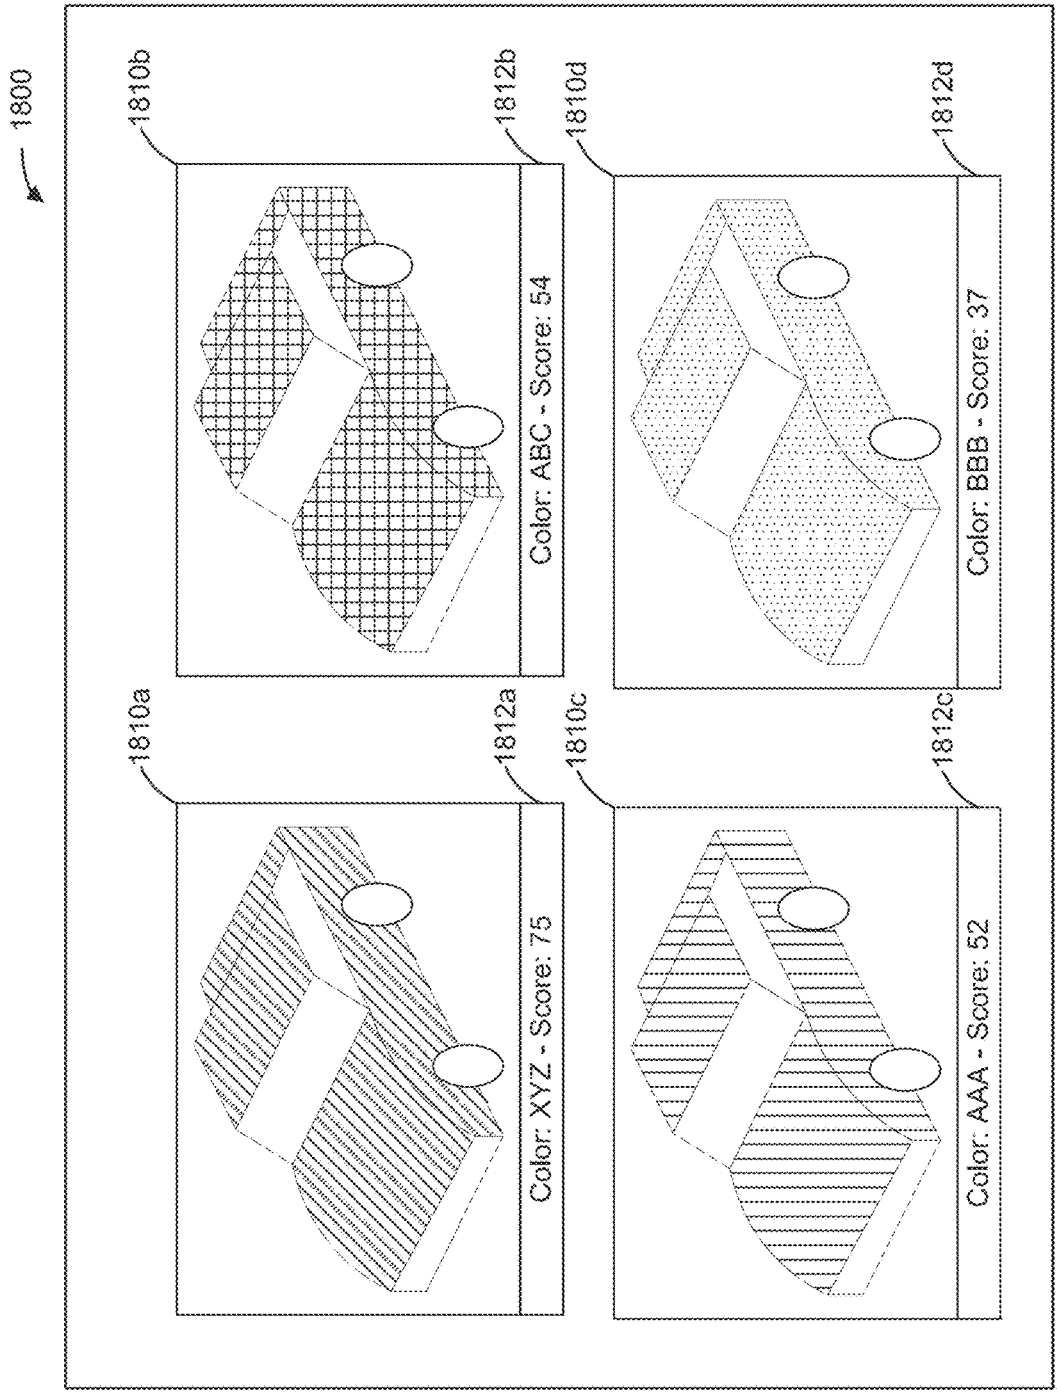 1800
1810a
1810b
Color: XYZ - Score: 75
1812a
Color: ABC - Score: 54
1812b
1810c
1810d
Color: AAA - Score: 52
1812c
Color: BBB - Score: 37
1812d